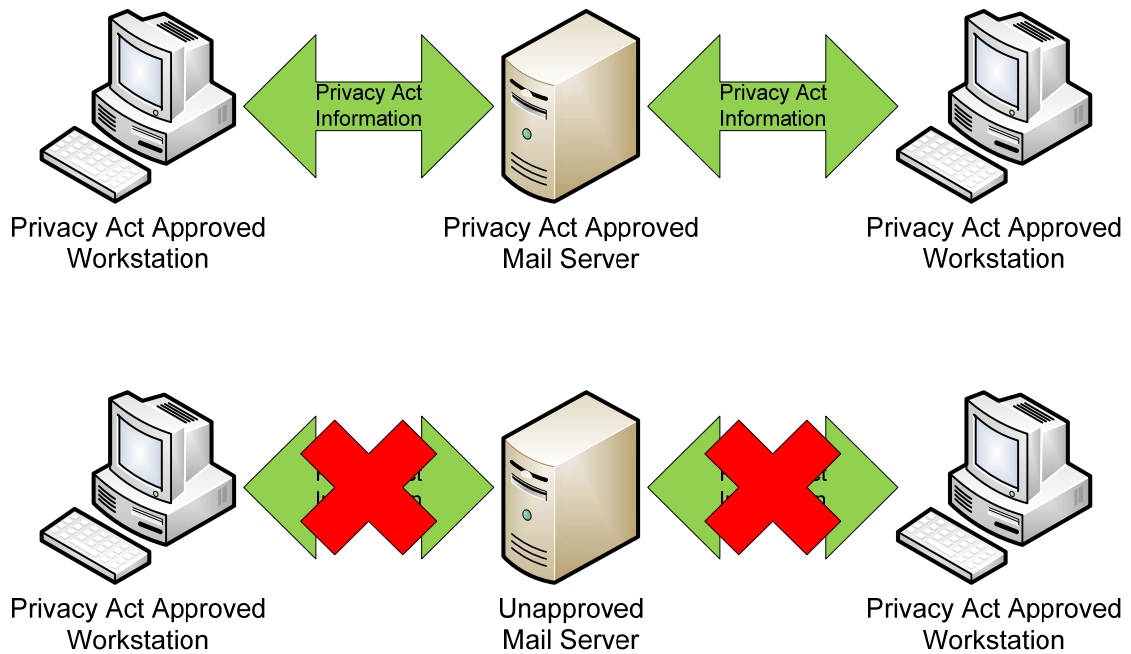 Privacy Act
Information
Privacy Act
Information
Privacy Act Approved
Workstation
Privacy Act Approved
Mail Server
Privacy Act Approved
Workstation
Privacy Act Approved
Workstation
Unapproved
Mail Server
Privacy Act Approved
Workstation